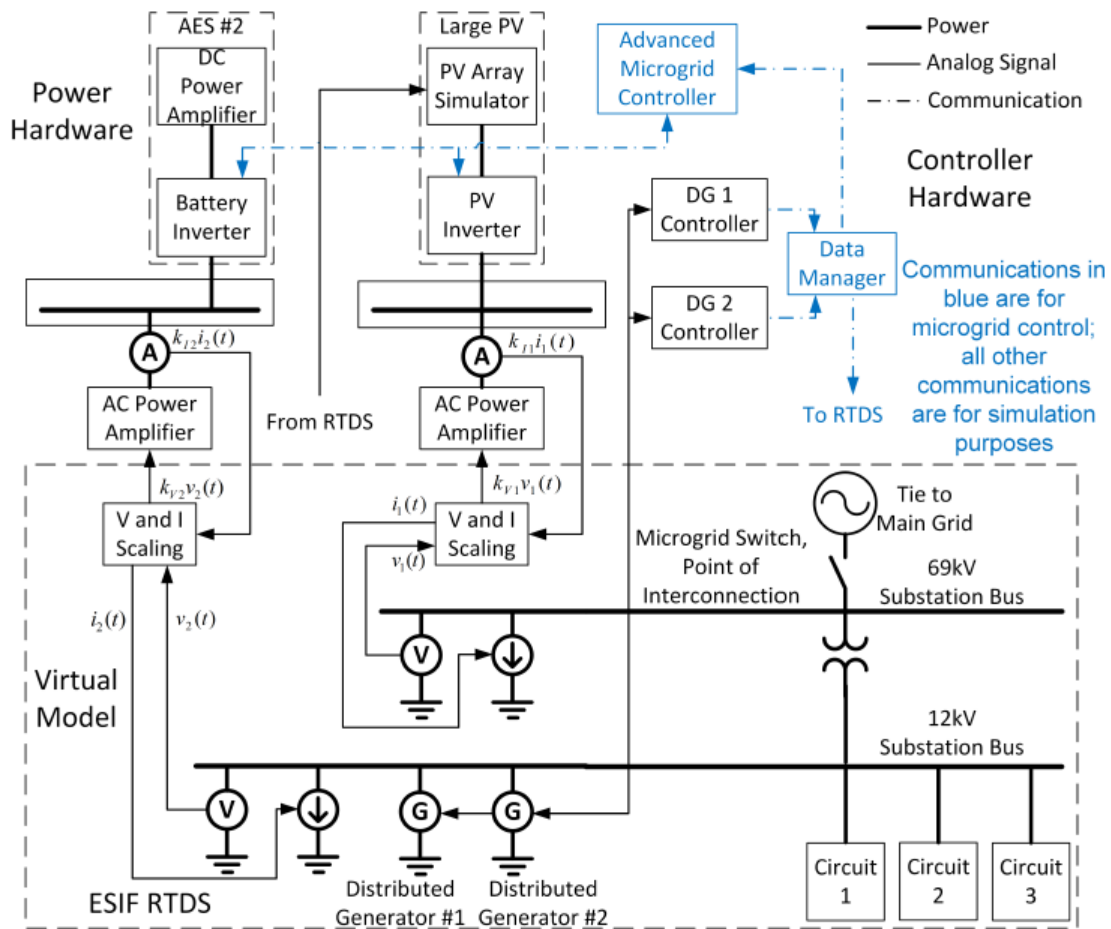 AES #2
DC
Power
Amplifier
Battery
Inverter
Power
Hardware
Large PV
PV Array
Simulator
PV
Inverter
Advanced
Microgrid
Controller
Power
Analog Signal
Communication
Controller
Hardware
DG 1
Controller
DG 2
Controller
Data
Manager
Communications in
blue are for
microgrid control;
all other
communications
are for simulation
purposes
To RTDS
From RTDS
A
k_{I2}i_2(t)
AC Power
Amplifier
k_{V2}v_2(t)
V and I
Scaling
i_2(t)
v_2(t)
A
k_{I1}i_1(t)
AC Power
Amplifier
k_{V1}v_1(t)
i_1(t)
V and I
Scaling
v_1(t)
Microgrid Switch,
Point of
Interconnection
Tie to
Main Grid
69kV
Substation Bus
V
Virtual
Model
12kV
Substation Bus
V
G
G
Distributed
Generator #1
Distributed
Generator #2
Circuit
1
Circuit
2
Circuit
3
ESIF RTDS